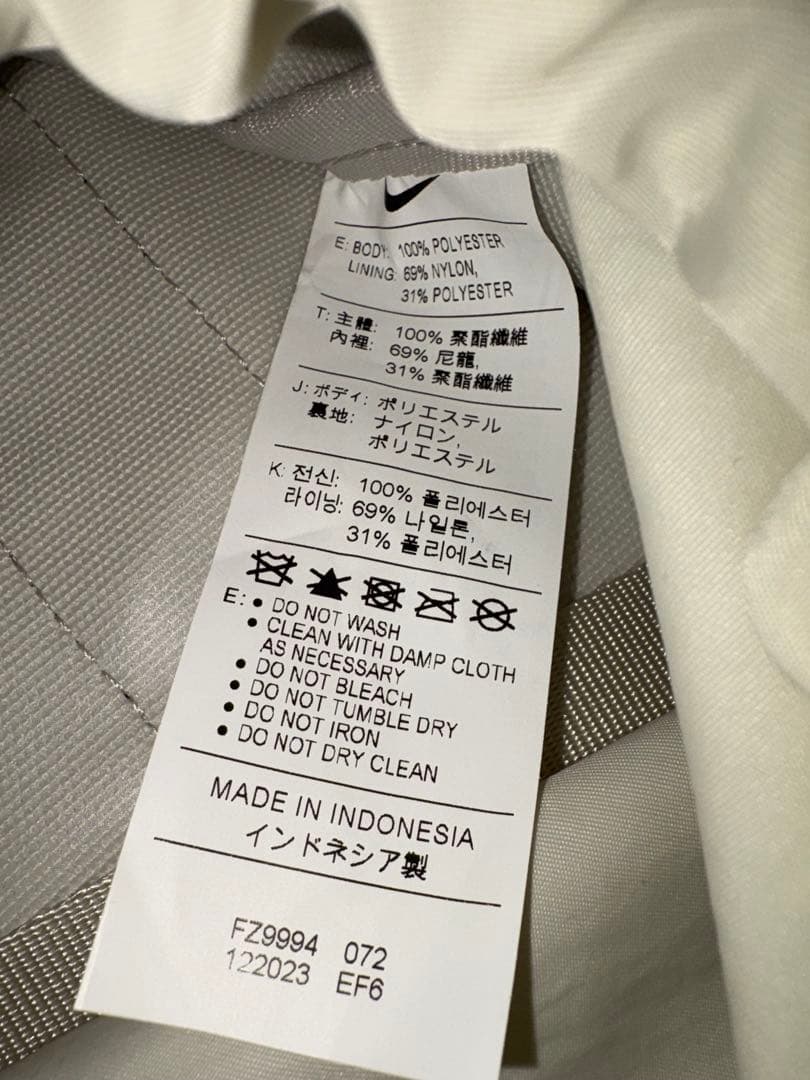 E: BODY: 100% POLYESTER
LINING: 69% NYLON,
31% POLYESTER
T: 主體: 100% 聚酯纖維
內裡: 69% 尼龍,
31% 聚酯纖維
J: ボディ: ポリエステル
裏地: ナイロン,
ポリエステル
K: 전신: 100% 폴리에스터
라이닝: 69% 나일론,
31% 폴리에스터
E: • DO NOT WASH
• CLEAN WITH DAMP CLOTH
AS NECESSARY
• DO NOT BLEACH
• DO NOT TUMBLE DRY
• DO NOT IRON
• DO NOT DRY CLEAN
MADE IN INDONESIA
インドネシア製
FZ9994 072
122023 EF6